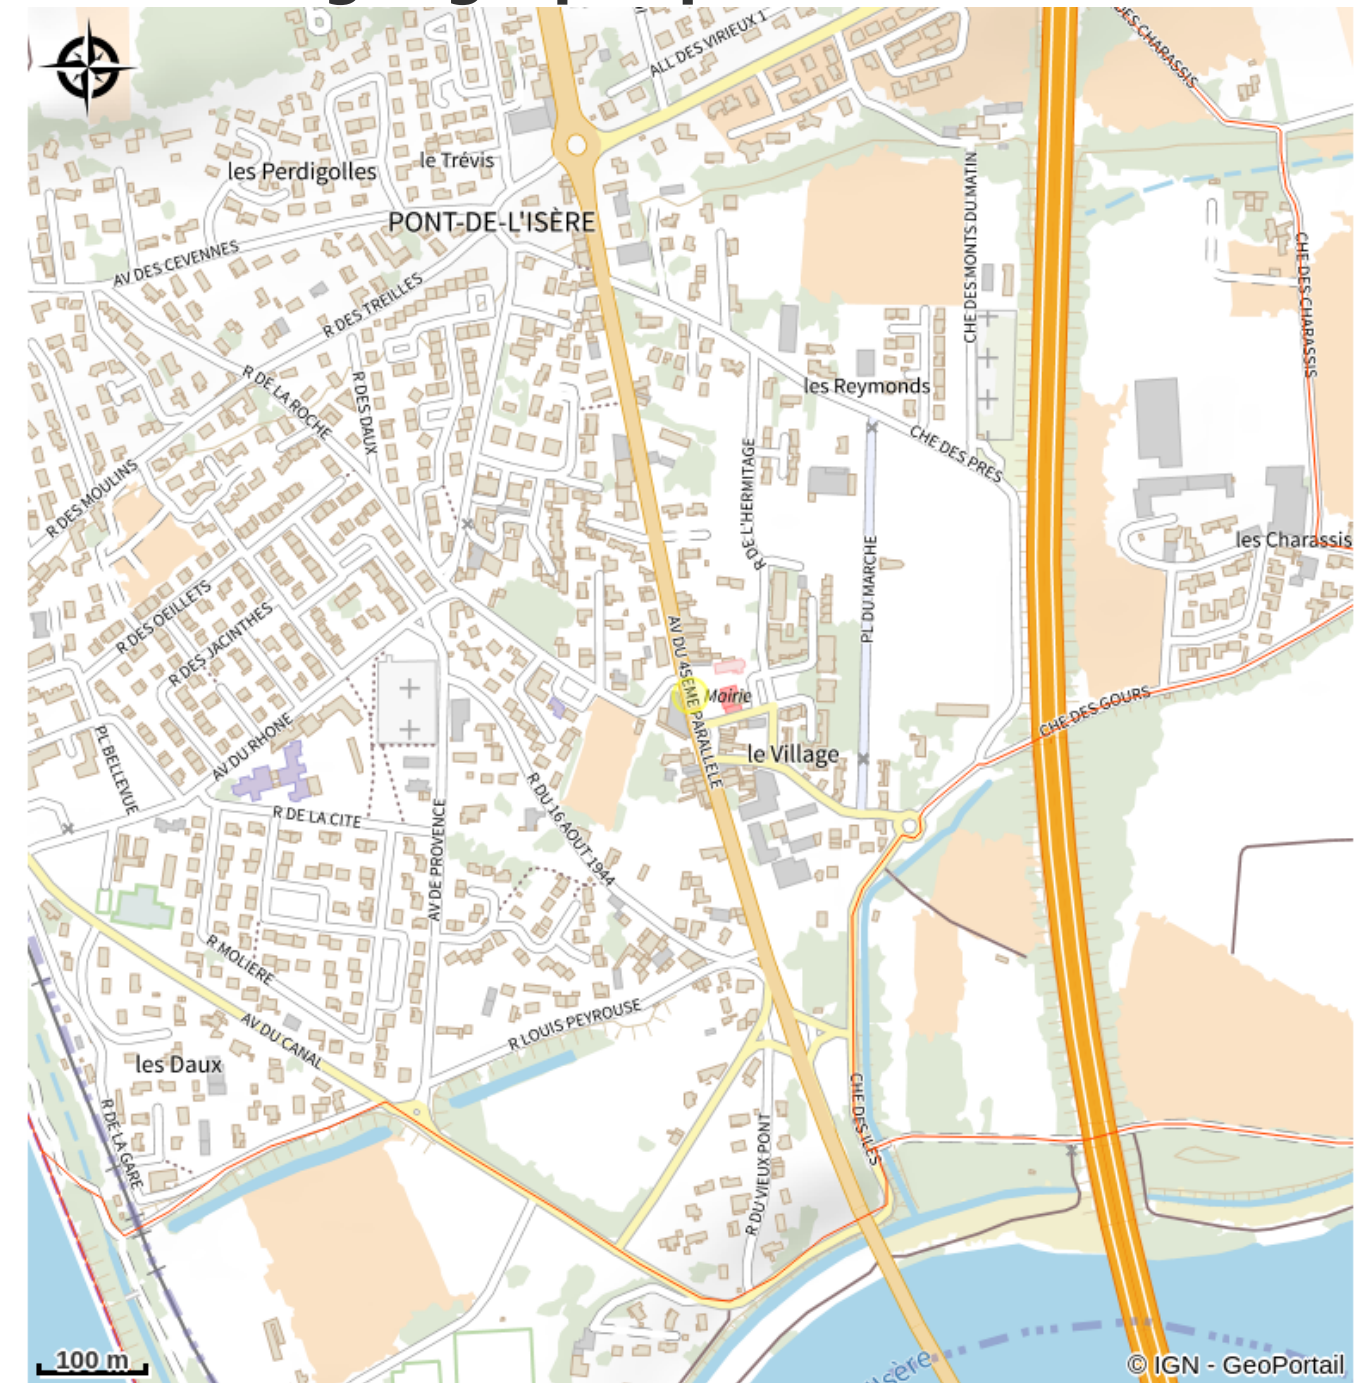 ALL DES VIRIEUX 1
DES CHARASSIS
les Perdigolles
le Trévis
PONT-DE-L'ISÈRE
AV DES CEVENNES
R DES TREILLES
CHE DES MONTS DU MATIN
CHE DES CHARASSIS
R DE LA ROCHE
R DES DAUX
les Reymonds
CHE DES PRES
R DES MOULINS
R DE L'HERMITAGE
PL DU MARCHE
les Charassis
R DES OEILLETS
R DES JACINTHES
AV DU 45EME PARALLELE
Mairie
CHE DES GOURS
PL BELLEVUE
AV DU RHONE
le Village
R DE LA CITE
AV DE PROVENCE
R DU 16 AOUT 1944
R MOLIERE
AV DU CANAL
R LOUIS PEYROUSE
les Daux
R DE LA GARE
CHE DES ILES
R DU VIEUX PONT
100 m
Isère
© IGN - GeoPortail